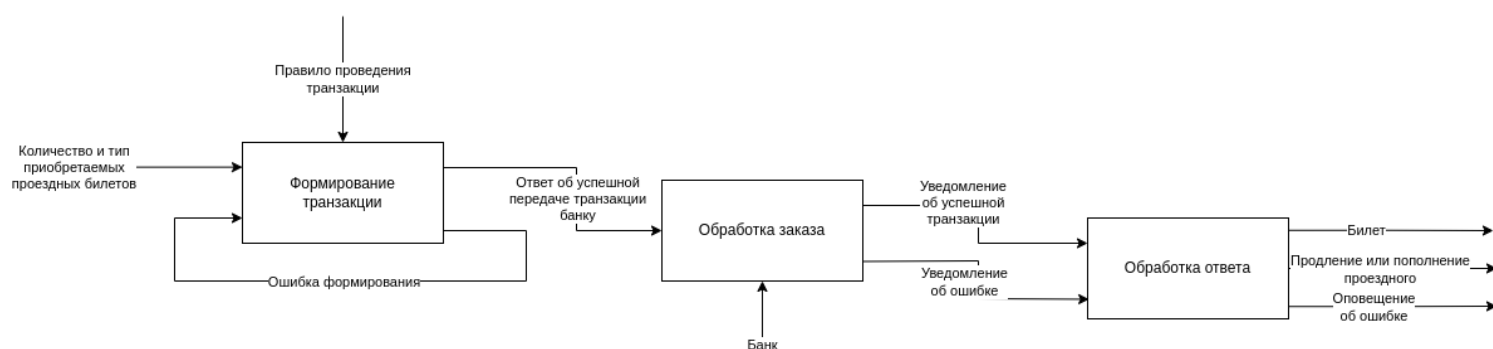 Правило проведения
транзакции
Количество и тип
приобретаемых
проездных билетов
Формирование
транзакции
Ошибка формирования
Ответ об успешной
передаче транзакции
банку
Обработка заказа
Банк
Уведомление
об успешной
транзакции
Уведомление
об ошибке
Обработка ответа
Билет
Продление или пополнение
проездного
Оповещение
об ошибке